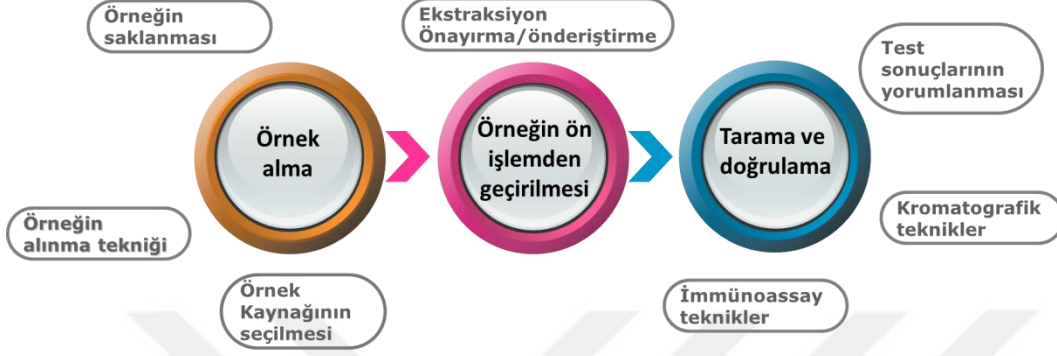 Örneğin
saklanması
Ekstraksiyon
Önayırma/önderiştirme
Test
sonuçlarının
yorumlanması
Örnek
alma
Örneğin ön
işlemden
geçirilmesi
Tarama ve
doğrulama
Örneğin
alınma tekniği
Kromatografik
teknikler
Örnek
Kaynağının
seçilmesi
İmmünoassay
teknikler